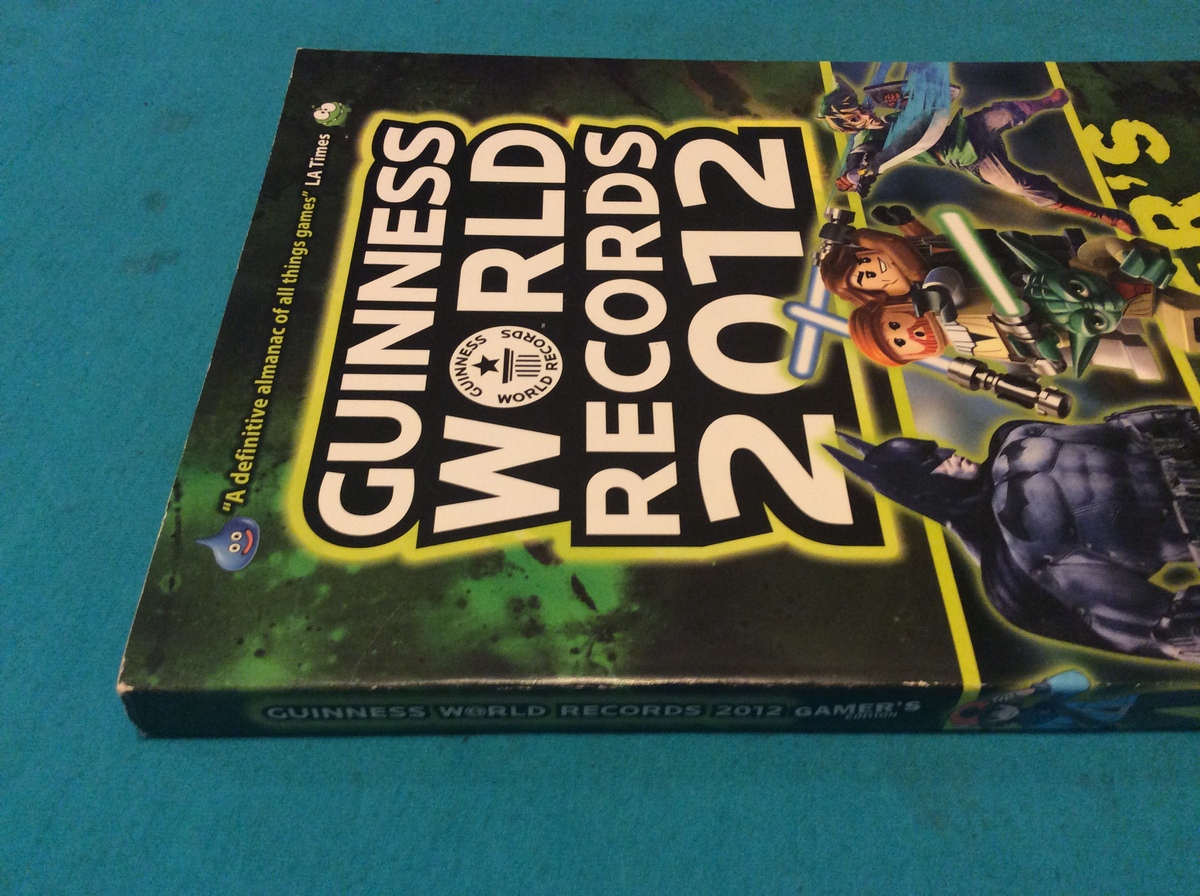 "A definitive almanac of all things games" LA Times
GUINNESS
WORLD
GUINNESS
WORLD RECORDS
RECORDS
2012
R'S
GUINNESS WORLD RECORDS 2012 GAMER'S
EDITION